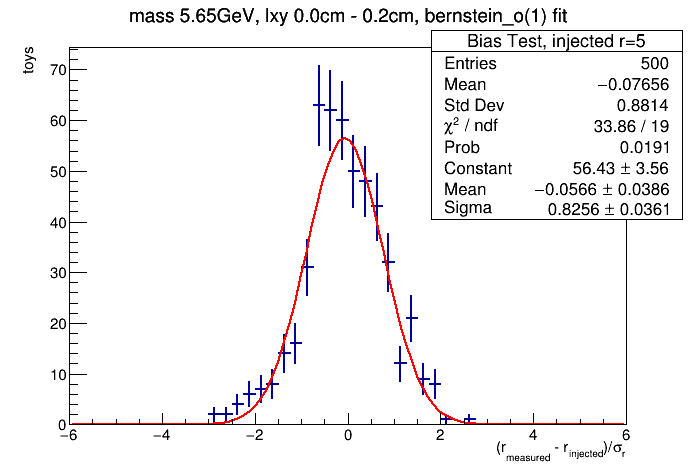 mass 5.65GeV, lxy 0.0cm - 0.2cm, bernstein_o(1) fit
toys
Bias Test, injected r=5
Entries 500
Mean −0.07656
Std Dev 0.8814
χ² / ndf 33.86 / 19
Prob 0.0191
Constant 56.43 ± 3.56
Mean −0.0566 ± 0.0386
Sigma 0.8256 ± 0.0361
70
60
50
40
30
20
10
0
−6 −4 −2 0 2 4 6
(r_measured - r_injected)/σ_r